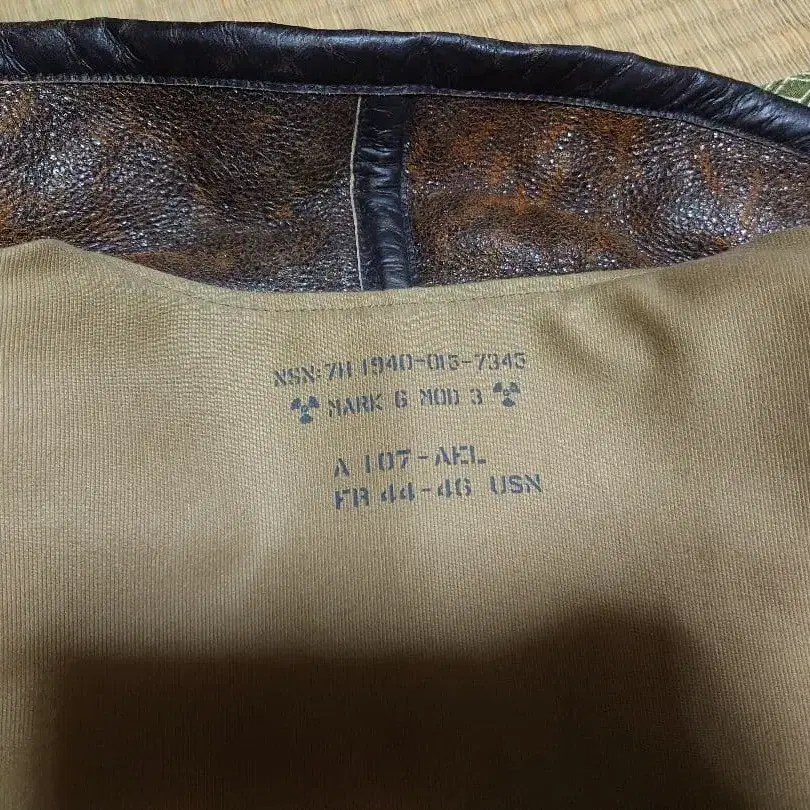 NSN:7H 1940-015-7345
MARK 6 MOD 3
A 107-AEL
FR 44-46 USN